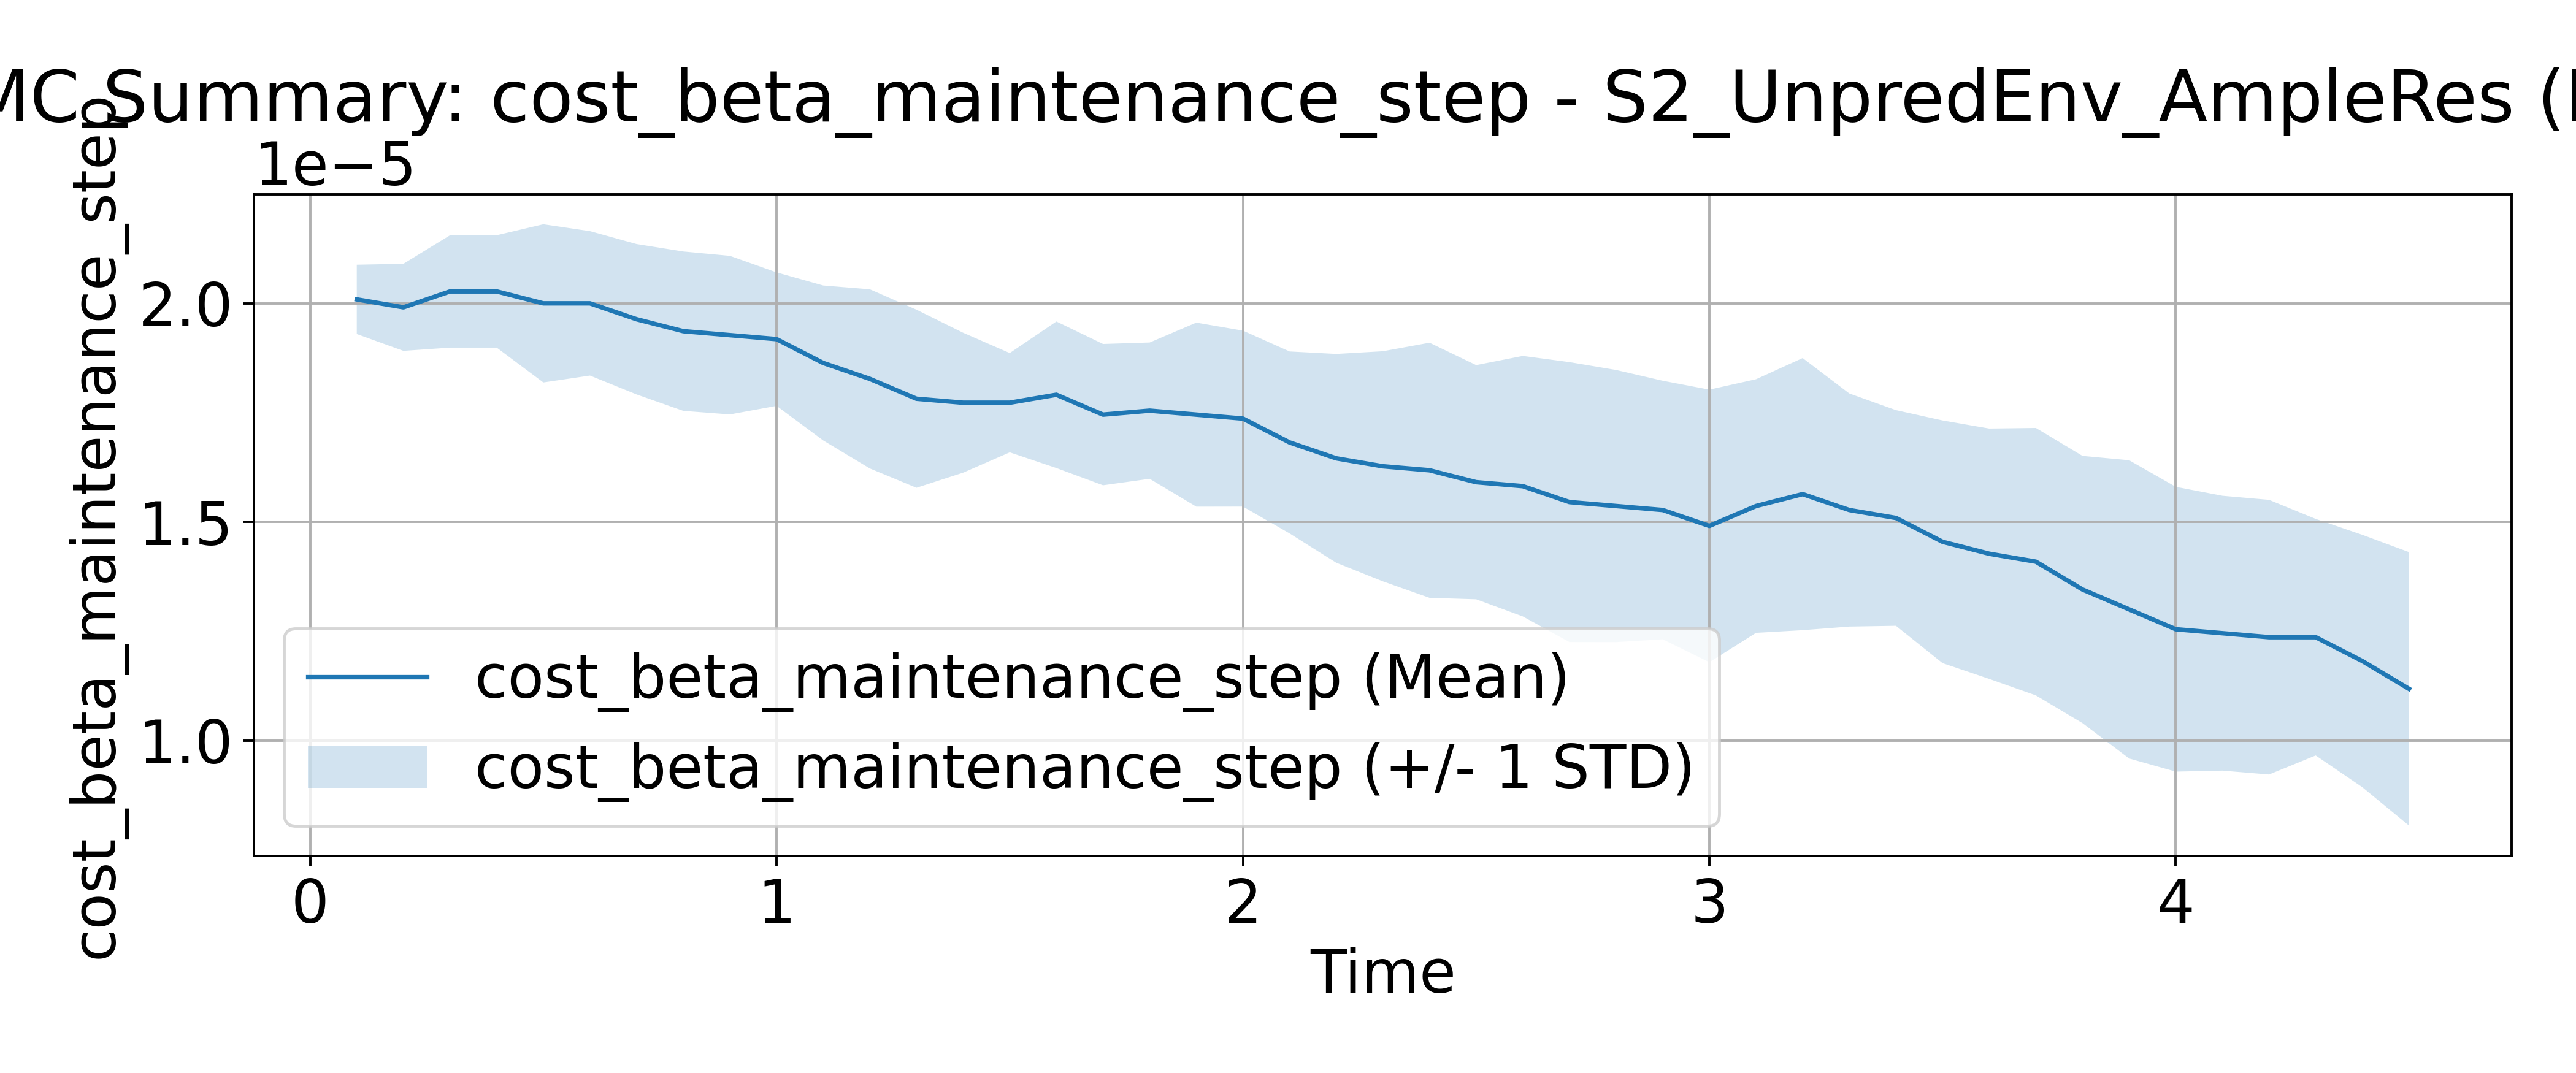 MC Summary: cost_beta_maintenance_step - S2_UnpredEnv_AmpleRes (
1e−5
cost_beta_maintenance_step
2.0
1.5
1.0
cost_beta_maintenance_step (Mean)
cost_beta_maintenance_step (+/- 1 STD)
0 1 2 3 4
Time